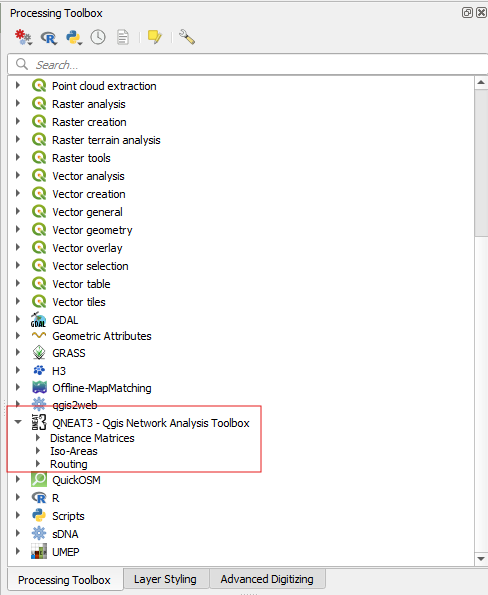 Processing Toolbox
Search...
Point cloud extraction
Raster analysis
Raster creation
Raster terrain analysis
Raster tools
Vector analysis
Vector creation
Vector general
Vector geometry
Vector overlay
Vector selection
Vector table
Vector tiles
GDAL GDAL
Geometric Attributes
GRASS
H3
Offline-MapMatching
qgis2web
QNEAT 3 QNEAT3 - Qgis Network Analysis Toolbox
Distance Matrices
Iso-Areas
Routing
QuickOSM
R
Scripts
sDNA
UMEP
Processing Toolbox Layer Styling Advanced Digitizing